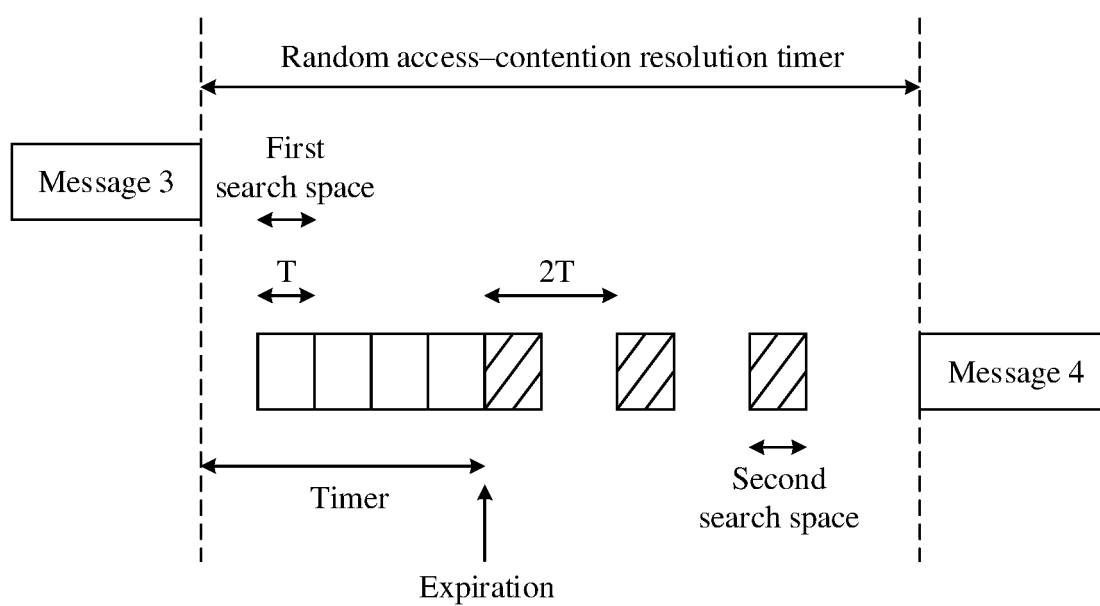 Random access–contention resolution timer
Message 3
First
search space
T
2T
Message 4
Timer
Second
search space
Expiration